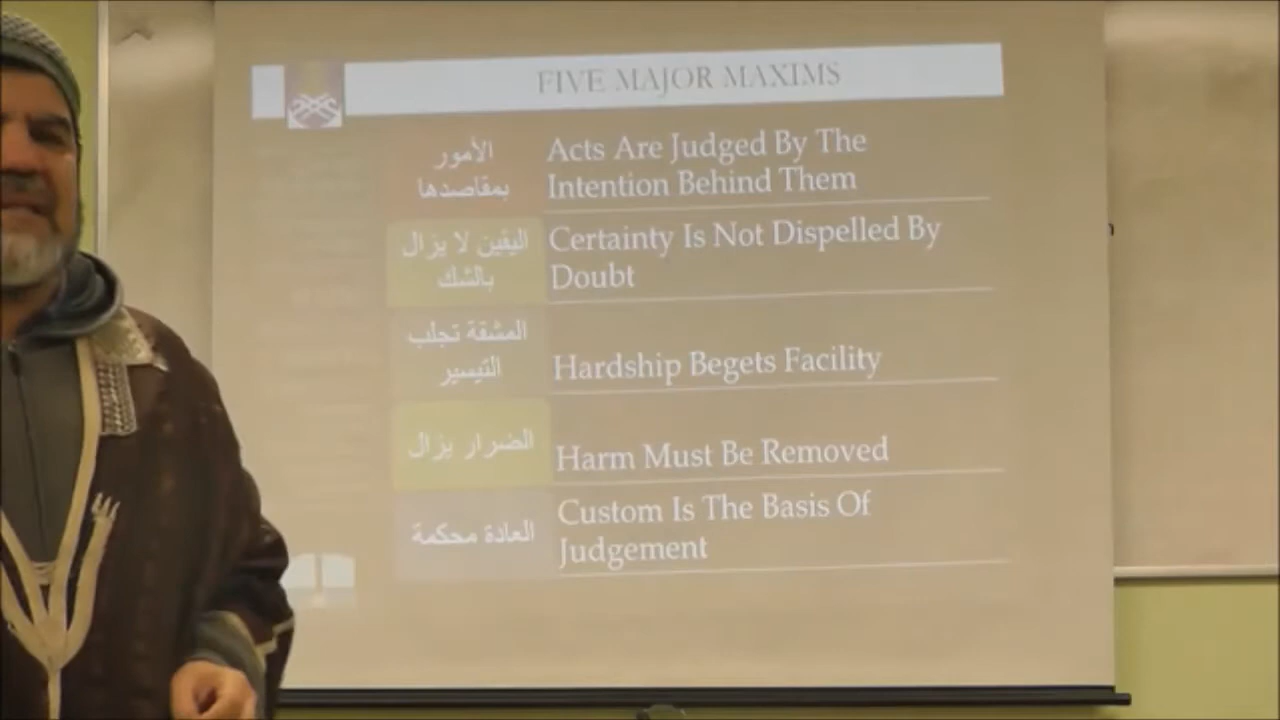 FIVE MAJOR MAXIMS
الأمور
بمقاصدها
Acts Are Judged By The
Intention Behind Them
اليقين لا يزال
بالشك
Certainty Is Not Dispelled By
Doubt
المشقة تجلب
التيسير
Hardship Begets Facility
الضرار يزال
Harm Must Be Removed
العادة محكمة
Custom Is The Basis Of
Judgement